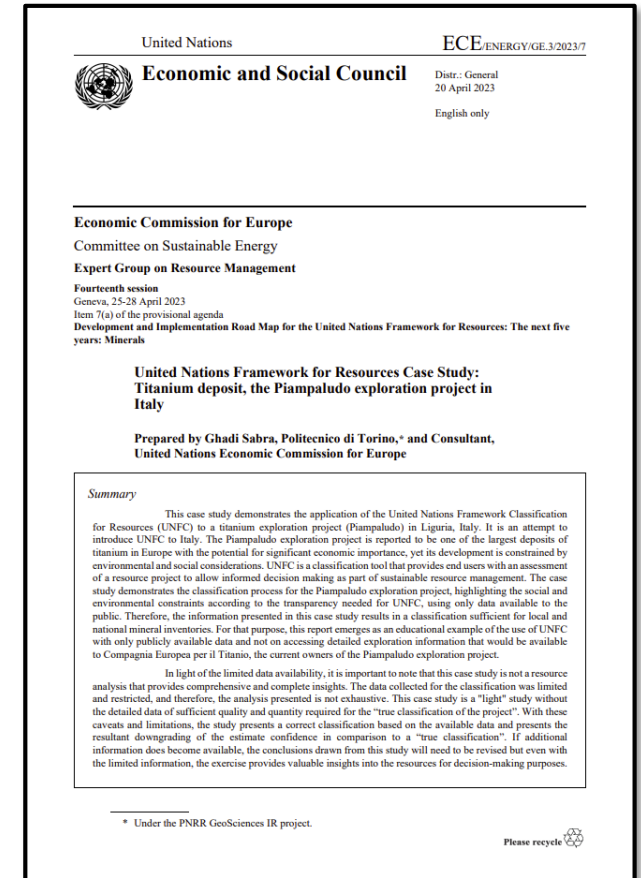 United Nations
ECE/ENERGY/GE.3/2023/7
Economic and Social Council
Distr.: General
20 April 2023
English only
Economic Commission for Europe
Committee on Sustainable Energy
Expert Group on Resource Management
Fourteenth session
Geneva, 25-28 April 2023
Item 7(a) of the provisional agenda
Development and Implementation Road Map for the United Nations Framework for Resources: The next five
years: Minerals
United Nations Framework for Resources Case Study:
Titanium deposit, the Piampaludo exploration project in
Italy
Prepared by Ghadi Sabra, Politecnico di Torino,* and Consultant,
United Nations Economic Commission for Europe
Summary
This case study demonstrates the application of the United Nations Framework Classification
for Resources (UNFC) to a titanium exploration project (Piampaludo) in Liguria, Italy. It is an attempt to
introduce UNFC to Italy. The Piampaludo exploration project is reported to be one of the largest deposits of
titanium in Europe with the potential for significant economic importance, yet its development is constrained by
environmental and social considerations. UNFC is a classification tool that provides end users with an assessment
of a resource project to allow informed decision making as part of sustainable resource management. The case
study demonstrates the classification process for the Piampaludo exploration project, highlighting the social and
environmental constraints according to the transparency needed for UNFC, using only data available to the
public. Therefore, the information presented in this case study results in a classification sufficient for local and
national mineral inventories. For that purpose, this report emerges as an educational example of the use of UNFC
with only publicly available data and not on accessing detailed exploration information that would be available
to Compagnia Europea per il Titanio, the current owners of the Piampaludo exploration project.
In light of the limited data availability, it is important to note that this case study is not a resource
analysis that provides comprehensive and complete insights. The data collected for the classification was limited
and restricted, and therefore, the analysis presented is not exhaustive. This case study is a "light" study without
the detailed data of sufficient quality and quantity required for the “true classification of the project”. With these
caveats and limitations, the study presents a correct classification based on the available data and presents the
resultant downgrading of the estimate confidence in comparison to a “true classification”. If additional
information does become available, the conclusions drawn from this study will need to be revised but even with
the limited information, the exercise provides valuable insights into the resources for decision-making purposes.
* Under the PNRR GeoSciences IR project.
Please recycle